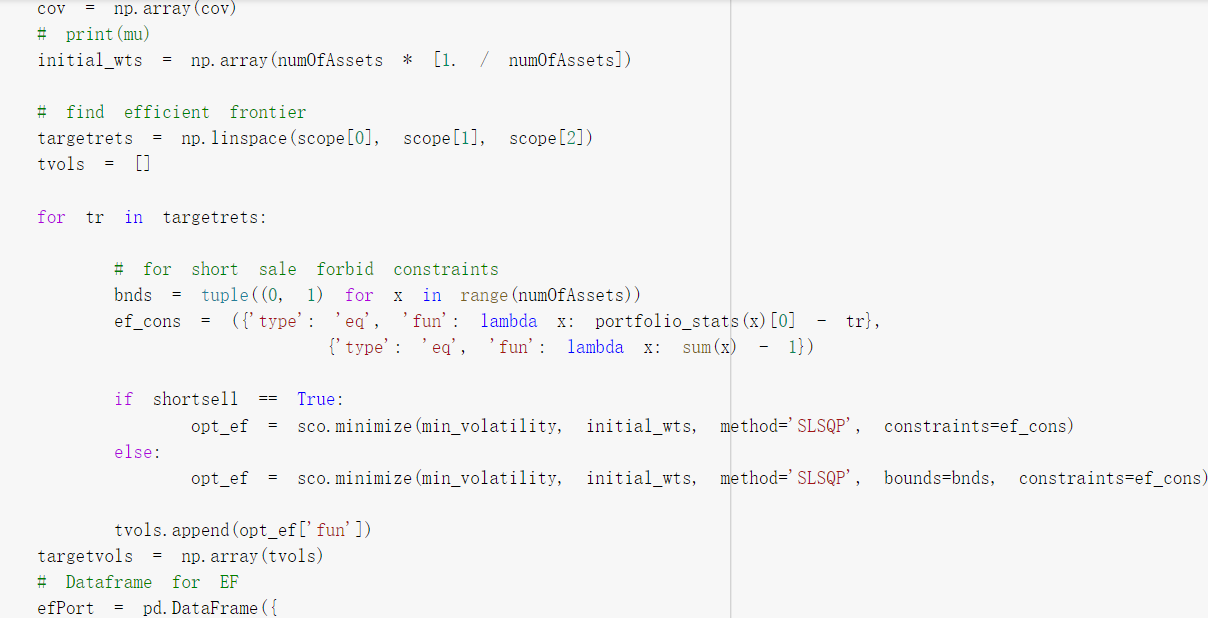 cov = np.array(cov)
# print(mu)
initial_wts = np.array(numOfAssets * [1. / numOfAssets])
# find efficient frontier
targetrets = np.linspace(scope[0], scope[1], scope[2])
tvols = []
for tr in targetrets:
# for short sale forbid constraints
bnds = tuple((0, 1) for x in range(numOfAssets))
ef_cons = ({'type': 'eq', 'fun': lambda x: portfolio_stats(x)[0] - tr},
{'type': 'eq', 'fun': lambda x: sum(x) - 1})
if shortsell == True:
opt_ef = sco.minimize(min_volatility, initial_wts, method='SLSQP', constraints=ef_cons)
else:
opt_ef = sco.minimize(min_volatility, initial_wts, method='SLSQP', bounds=bnds, constraints=ef_cons)
tvols.append(opt_ef['fun'])
targetvols = np.array(tvols)
# Dataframe for EF
efPort = pd.DataFrame({